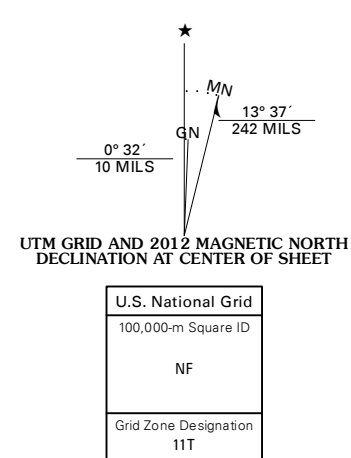 ★
. . MN
GN
13° 37´
242 MILS
0° 32´
10 MILS
UTM GRID AND 2012 MAGNETIC NORTH
DECLINATION AT CENTER OF SHEET
U.S. National Grid
100,000-m Square ID
NF
Grid Zone Designation
11T